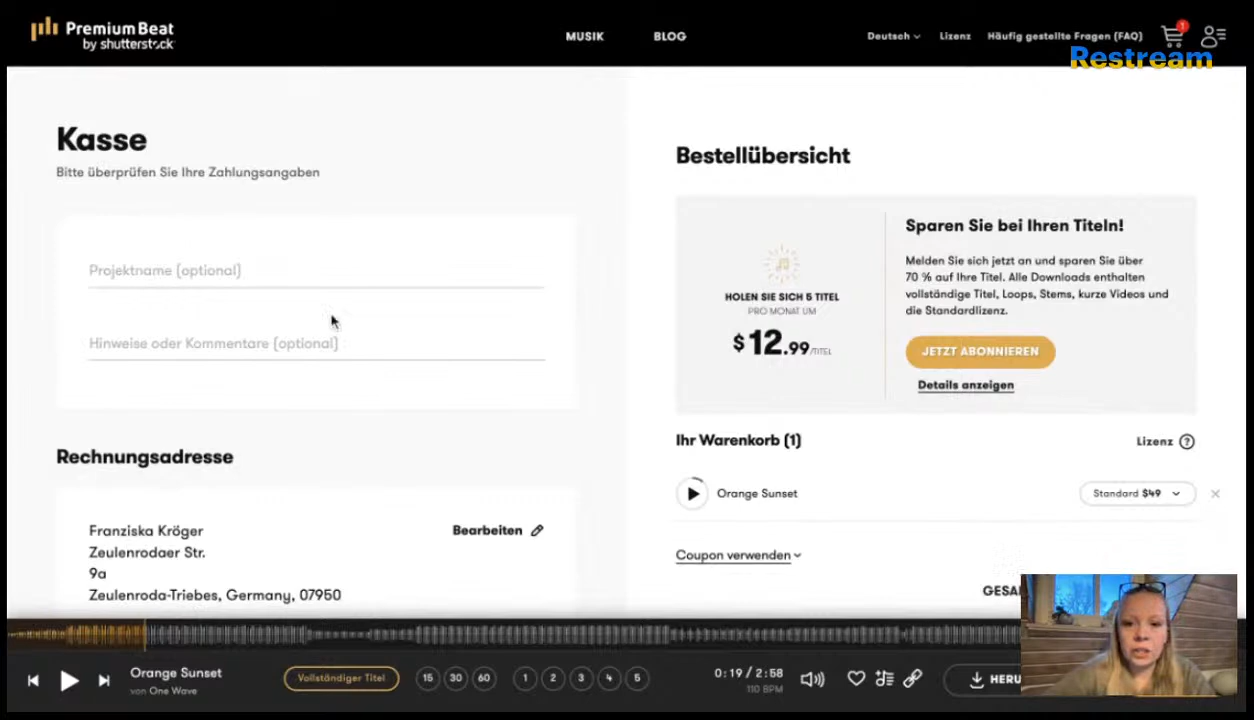 PremiumBeat
by shutterstock
MUSIK
BLOG
Deutsch
Lizenz
Häufig gestellte Fragen (FAQ)
1
Restream
Kasse
Bitte überprüfen Sie Ihre Zahlungsangaben
Projektname (optional)
Hinweise oder Kommentare (optional)
Rechnungsadresse
Franziska Kröger
Bearbeiten
Zeulenrodaer Str.
9a
Zeulenroda-Triebes, Germany, 07950
Bestellübersicht
HOLEN SIE SICH 5 TITEL
PRO MONAT UM
$12.99/TITEL
Sparen Sie bei Ihren Titeln!
Melden Sie sich jetzt an und sparen Sie über
70 % auf Ihre Titel. Alle Downloads enthalten
vollständige Titel, Loops, Stems, kurze Videos und
die Standardlizenz.
JETZT ABONNIEREN
Details anzeigen
Ihr Warenkorb (1)
Lizenz ?
Orange Sunset
Standard $49
Coupon verwenden
GESA
Orange Sunset
von One Wave
Vollständiger Titel
15 30 60
1 2 3 4 5
0:19 / 2:58
110 BPM
HERU